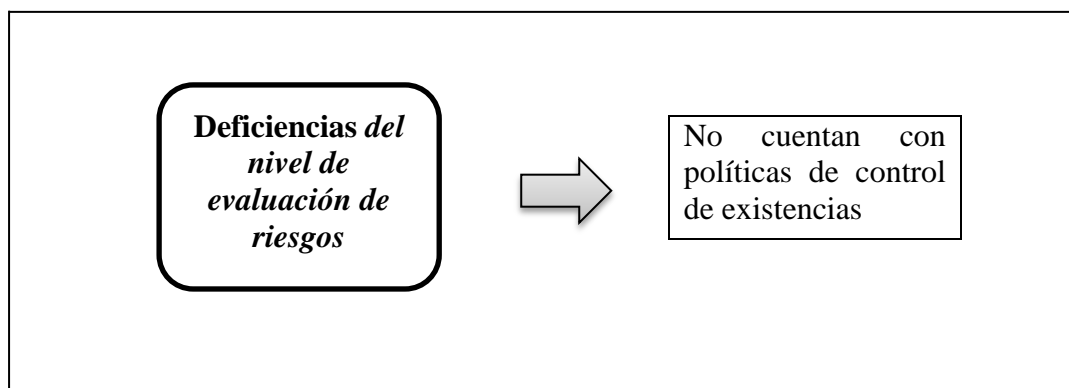 Deficiencias del
nivel de
evaluación de
riesgos
No cuentan con
políticas de control
de existencias